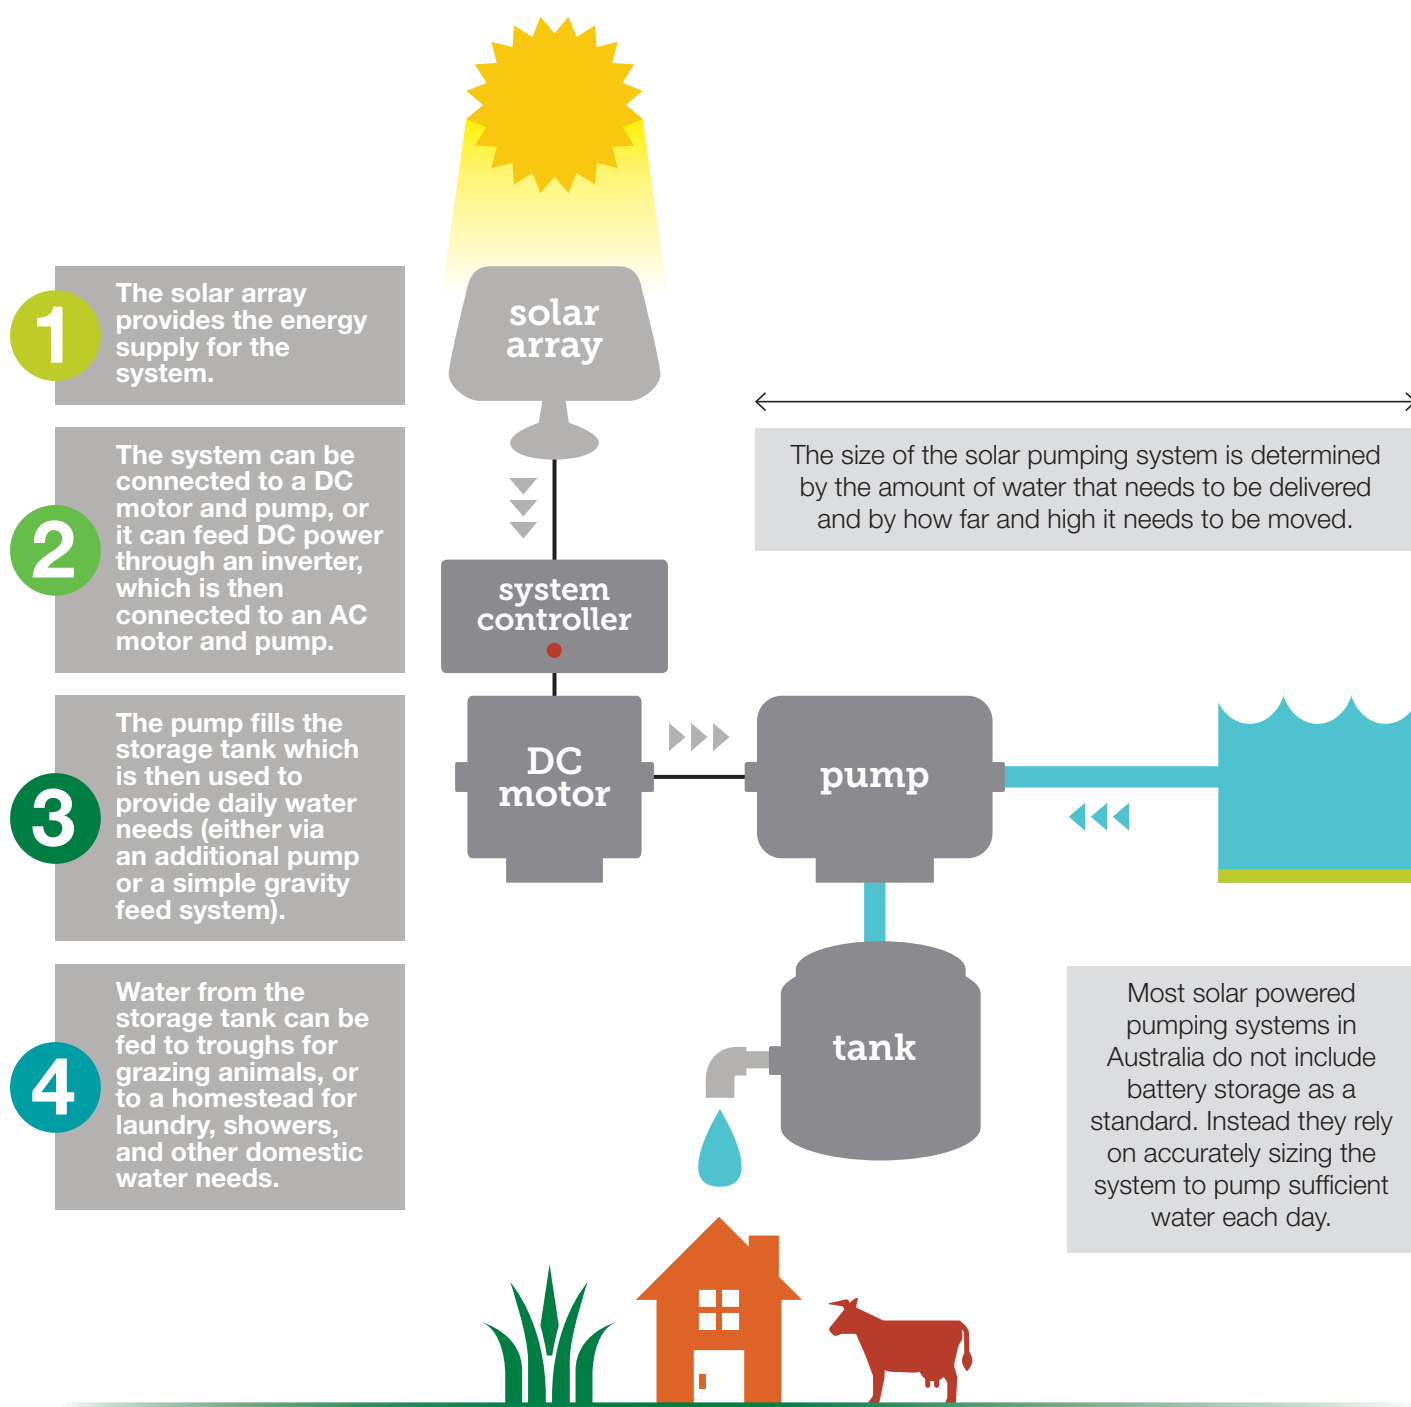 solar
array
1
The solar array
provides the energy
supply for the
system.
The size of the solar pumping system is determined
by the amount of water that needs to be delivered
and by how far and high it needs to be moved.
2
The system can be
connected to a DC
motor and pump, or
it can feed DC power
through an inverter,
which is then
connected to an AC
motor and pump.
system
controller
3
The pump fills the
storage tank which
is then used to
provide daily water
needs (either via
an additional pump
or a simple gravity
feed system).
DC
motor
pump
4
Water from the
storage tank can be
fed to troughs for
grazing animals, or
to a homestead for
laundry, showers,
and other domestic
water needs.
tank
Most solar powered
pumping systems in
Australia do not include
battery storage as a
standard. Instead they rely
on accurately sizing the
system to pump sufficient
water each day.